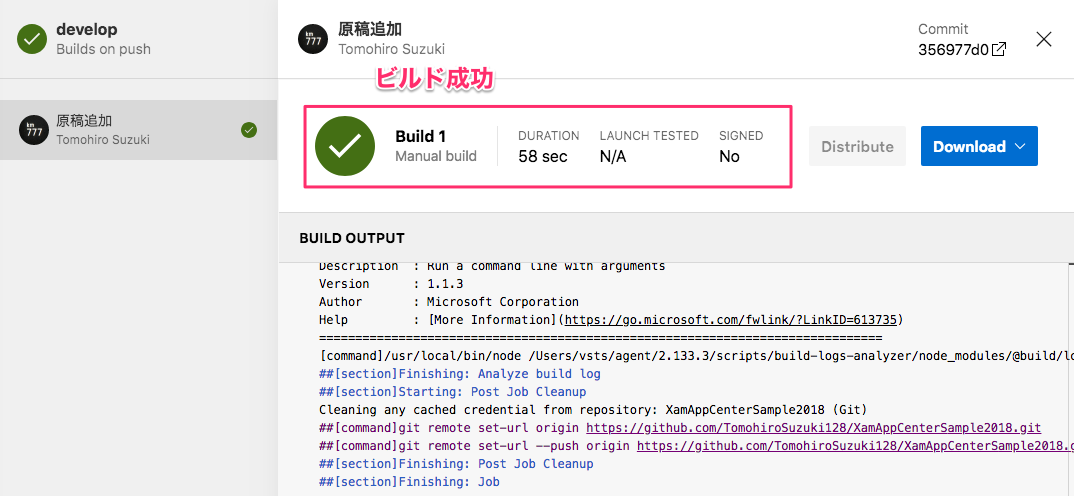 develop
Builds on push
km
777
原稿追加
Tomohiro Suzuki
km
777
原稿追加
Tomohiro Suzuki
Commit
356977d0
ビルド成功
Build 1
Manual build
DURATION
58 sec
LAUNCH TESTED
N/A
SIGNED
No
Distribute
Download
BUILD OUTPUT
Description : Run a command line with arguments
Version : 1.1.3
Author : Microsoft Corporation
Help : [More Information](https://go.microsoft.com/fwlink/?LinkID=613735)
==============================================================================
[command]/usr/local/bin/node /Users/vsts/agent/2.133.3/scripts/build-logs-analyzer/node_modules/@build/lo
##[section]Finishing: Analyze build log
##[section]Starting: Post Job Cleanup
Cleaning any cached credential from repository: XamAppCenterSample2018 (Git)
##[command]git remote set-url origin https://github.com/TomohiroSuzuki128/XamAppCenterSample2018.git
##[command]git remote set-url --push origin https://github.com/TomohiroSuzuki128/XamAppCenterSample2018.g
##[section]Finishing: Post Job Cleanup
##[section]Finishing: Job